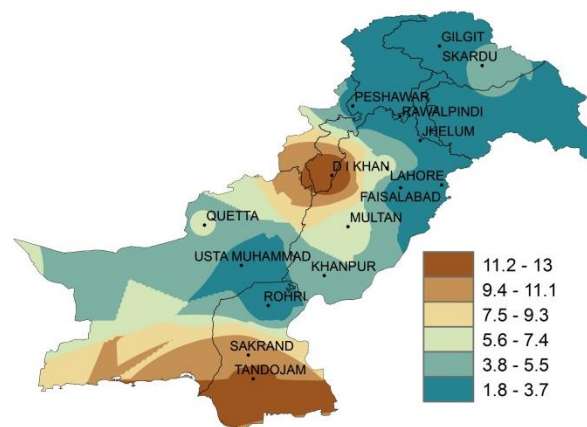 GILGIT
SKARDU
PESHAWAR
RAWALPINDI
JHELUM
D I KHAN
LAHORE
FAISALABAD
QUETTA
MULTAN
USTA MUHAMMAD
KHANPUR
ROHRI
SAKRAND
TANDOJAM
11.2 - 13
9.4 - 11.1
7.5 - 9.3
5.6 - 7.4
3.8 - 5.5
1.8 - 3.7